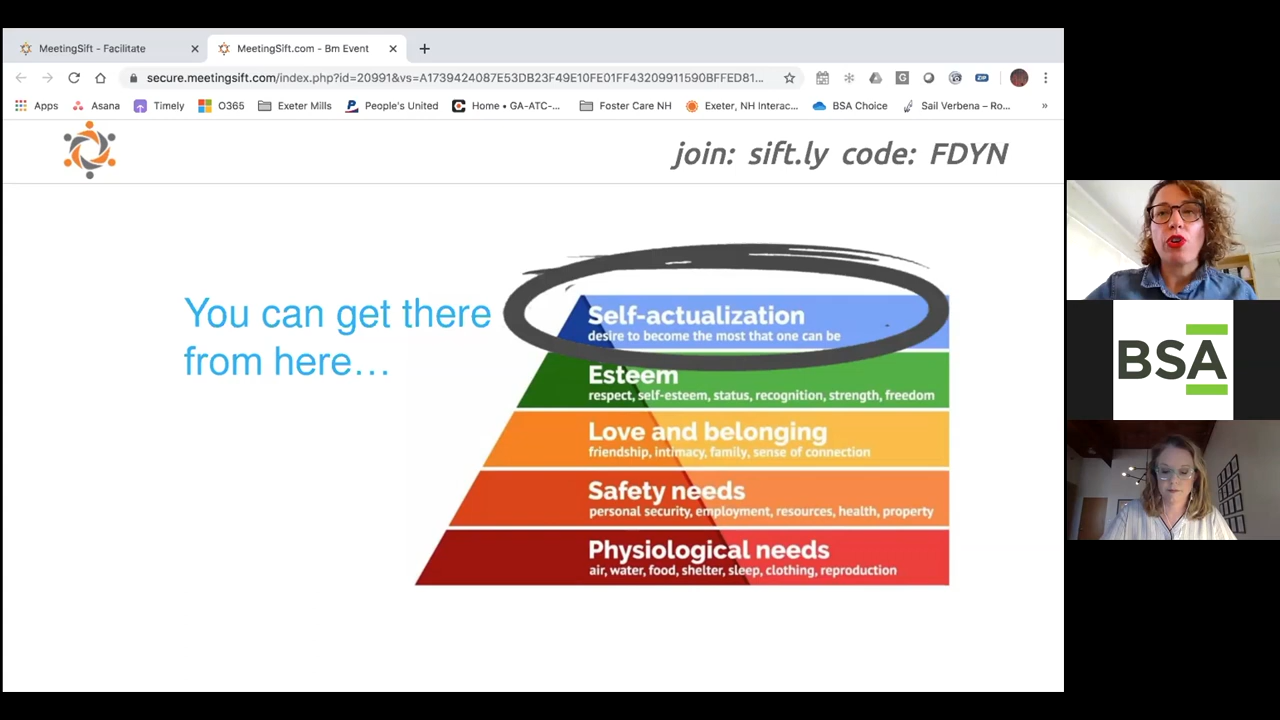 MeetingSift - Facilitate
MeetingSift.com - Bm Event
secure.meetingsift.com/index.php?id=20991&vs=A1739424087E53DB23F49E10FE01FF43209911590BFFED81...
Apps Asana Timely O365 Exeter Mills People's United Home • GA-ATC-... Foster Care NH Exeter, NH Interac... BSA Choice Sail Verbena – Ro... »
join: sift.ly code: FDYN
You can get there
from here…
Self-actualization
desire to become the most that one can be
Esteem
respect, self-esteem, status, recognition, strength, freedom
Love and belonging
friendship, intimacy, family, sense of connection
Safety needs
personal security, employment, resources, health, property
Physiological needs
air, water, food, shelter, sleep, clothing, reproduction
BSA